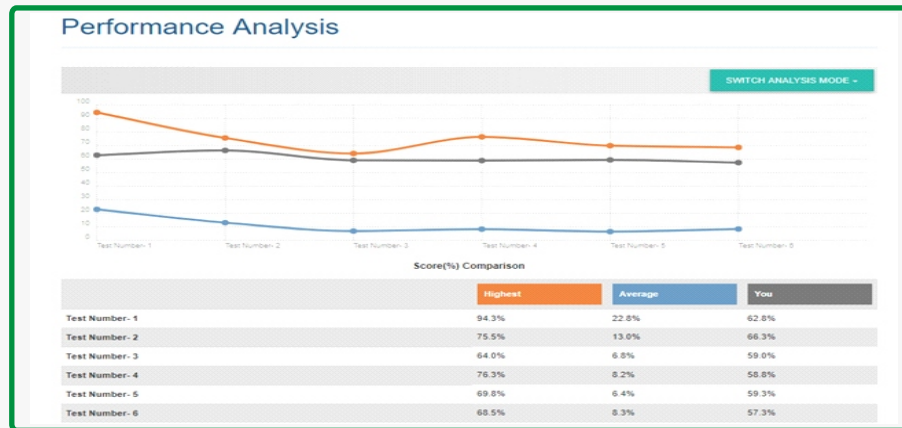 Performance Analysis
SWITCH ANALYSIS MODE
100
90
80
70
60
50
40
30
20
10
0
Test Number- 1 Test Number- 2 Test Number- 3 Test Number- 4 Test Number- 5 Test Number- 6
Score(%) Comparison
Highest Average You
Test Number- 1 94.3% 22.8% 62.8%
Test Number- 2 75.5% 13.0% 66.3%
Test Number- 3 64.0% 6.8% 59.0%
Test Number- 4 76.3% 8.2% 58.8%
Test Number- 5 69.8% 6.4% 59.3%
Test Number- 6 68.5% 8.3% 57.3%